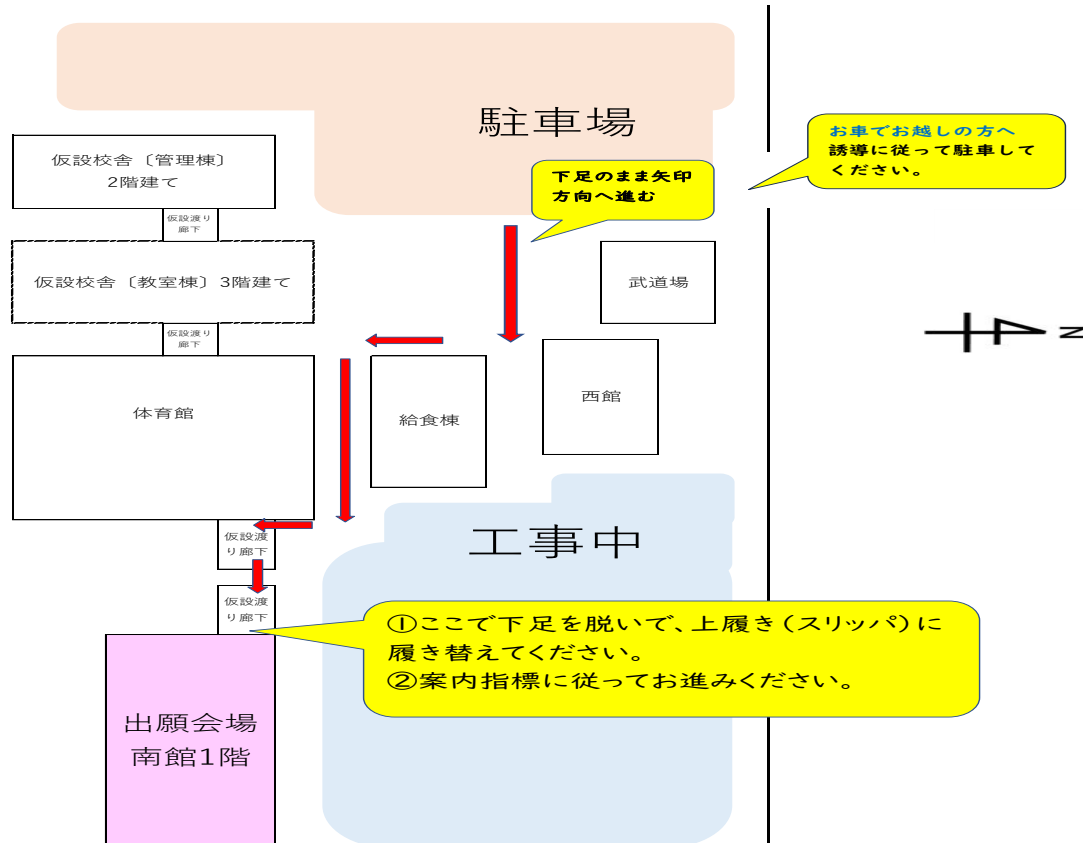 駐車場
お車でお越しの方へ
誘導に従って駐車して
ください。
仮設校舎〔管理棟〕
2階建て
下足のまま矢印
方向へ進む
仮設渡り
廊下
仮設校舎〔教室棟〕3階建て
武道場
仮設渡り
廊下
N
体育館
給食棟
西館
工事中
仮設渡
り廊下
仮設渡
り廊下
①ここで下足を脱いで、上履き(スリッパ)に
履き替えてください。
②案内指標に従ってお進みください。
出願会場
南館1階